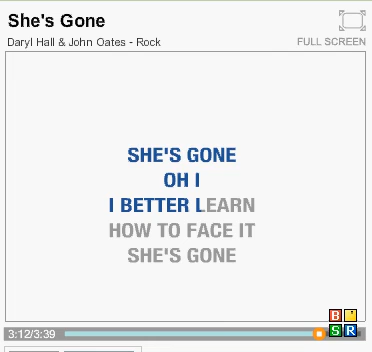 She's Gone
Daryl Hall & John Oates - Rock
FULL SCREEN
SHE'S GONE
OH I
I BETTER LEARN
HOW TO FACE IT
SHE'S GONE
B '
S R
3:12/3:39